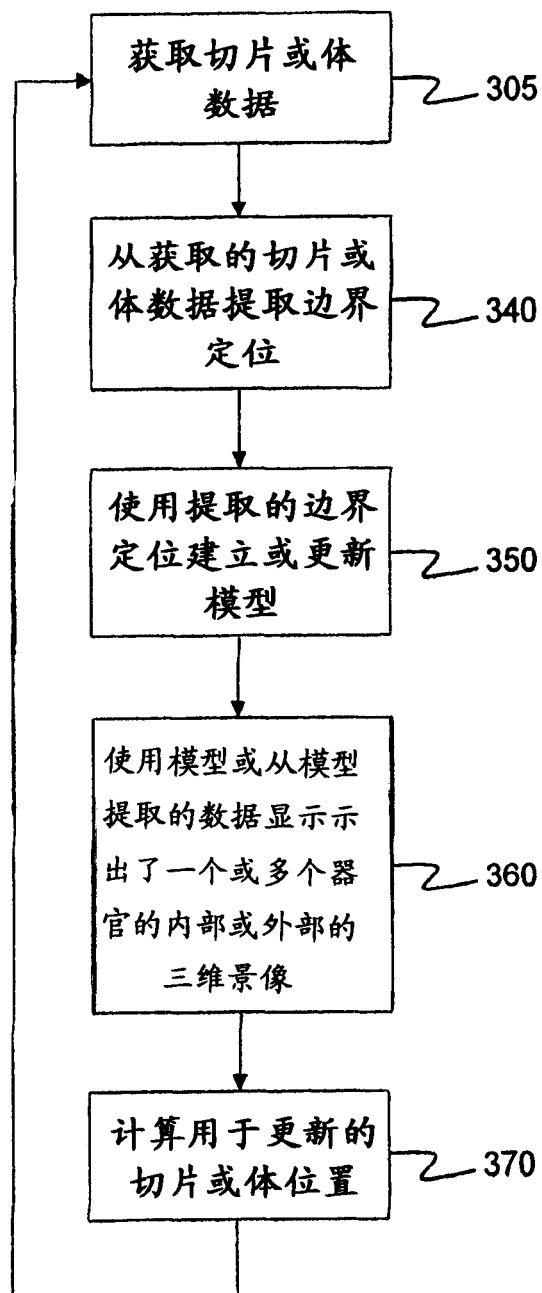 获取切片或体
数据
305
从获取的切片或
体数据提取边界
定位
340
使用提取的边界
定位建立或更新
模型
350
使用模型或从模型
提取的数据显示示
出了一个或多个器
官的内部或外部的
三维景像
360
计算用于更新的
切片或体位置
370